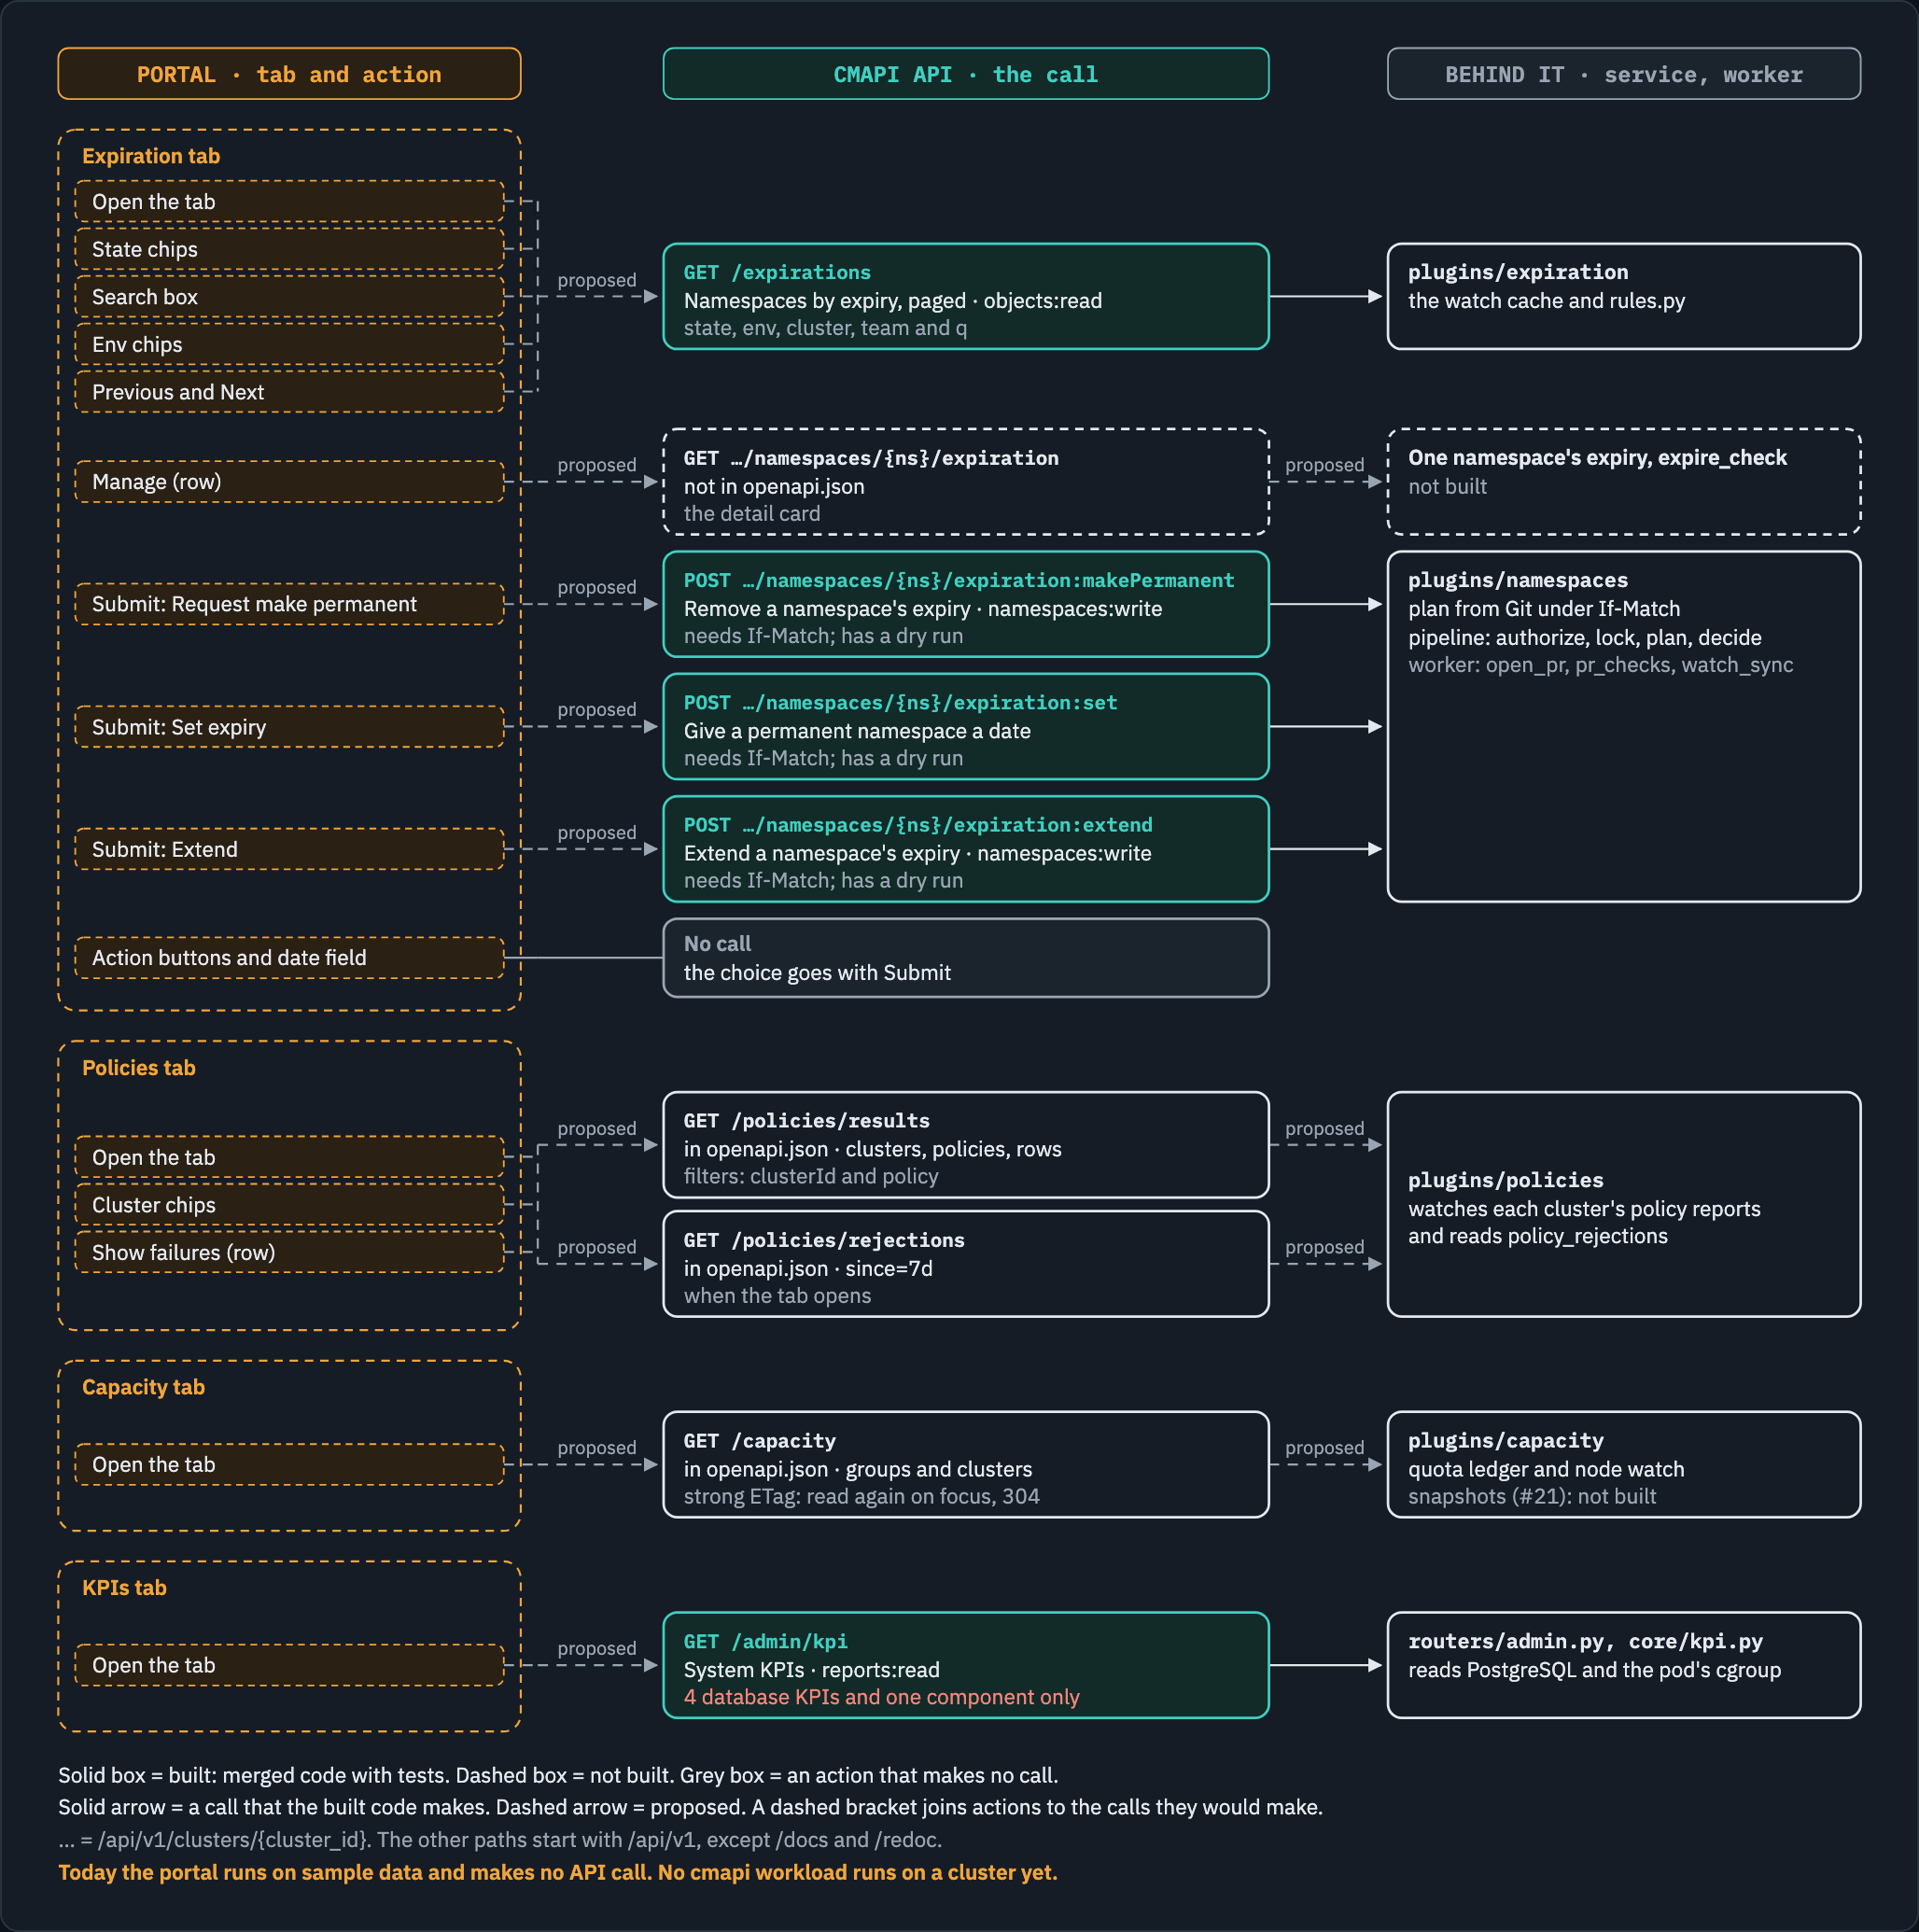 PORTAL · tab and action
CMAPI API · the call
BEHIND IT · service, worker
Expiration tab
Open the tab
State chips
Search box
Env chips
Previous and Next
proposed
GET /expirations
Namespaces by expiry, paged · objects:read
state, env, cluster, team and q
plugins/expiration
the watch cache and rules.py
Manage (row)
proposed
GET …/namespaces/{ns}/expiration
not in openapi.json
the detail card
proposed
One namespace's expiry, expire_check
not built
Submit: Request make permanent
proposed
POST …/namespaces/{ns}/expiration:makePermanent
Remove a namespace's expiry · namespaces:write
needs If-Match; has a dry run
plugins/namespaces
plan from Git under If-Match
pipeline: authorize, lock, plan, decide
worker: open_pr, pr_checks, watch_sync
Submit: Set expiry
proposed
POST …/namespaces/{ns}/expiration:set
Give a permanent namespace a date
needs If-Match; has a dry run
Submit: Extend
proposed
POST …/namespaces/{ns}/expiration:extend
Extend a namespace's expiry · namespaces:write
needs If-Match; has a dry run
Action buttons and date field
No call
the choice goes with Submit
Policies tab
Open the tab
Cluster chips
Show failures (row)
proposed
GET /policies/results
in openapi.json · clusters, policies, rows
filters: clusterId and policy
proposed
proposed
GET /policies/rejections
in openapi.json · since=7d
when the tab opens
proposed
plugins/policies
watches each cluster's policy reports
and reads policy_rejections
Capacity tab
Open the tab
proposed
GET /capacity
in openapi.json · groups and clusters
strong ETag: read again on focus, 304
proposed
plugins/capacity
quota ledger and node watch
snapshots (#21): not built
KPIs tab
Open the tab
proposed
GET /admin/kpi
System KPIs · reports:read
4 database KPIs and one component only
routers/admin.py, core/kpi.py
reads PostgreSQL and the pod's cgroup
Solid box = built: merged code with tests. Dashed box = not built. Grey box = an action that makes no call.
Solid arrow = a call that the built code makes. Dashed arrow = proposed. A dashed bracket joins actions to the calls they would make.
… = /api/v1/clusters/{cluster_id}. The other paths start with /api/v1, except /docs and /redoc.
Today the portal runs on sample data and makes no API call. No cmapi workload runs on a cluster yet.